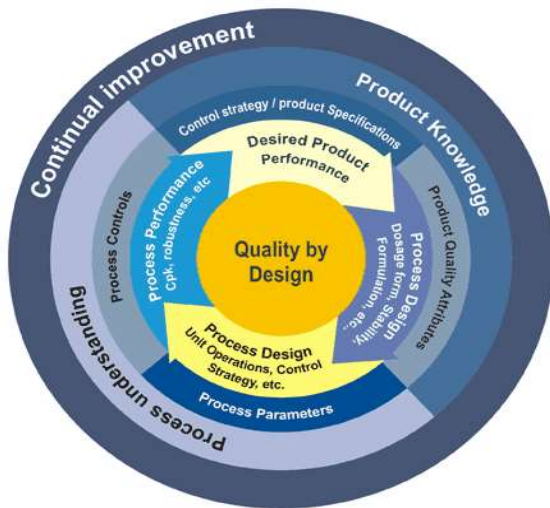 Continual improvement
Product Knowledge
Control strategy / product Specifications
Desired Product
Performance
Process Performance
Cpk, robustness, etc
Process Controls
Quality by
Design
Process Design
Dosage form, Stability,
Formulation, etc.,
Product Quality Attributes
Process Design
Unit Operations, Control
Strategy, etc.
Process Parameters
Process understanding